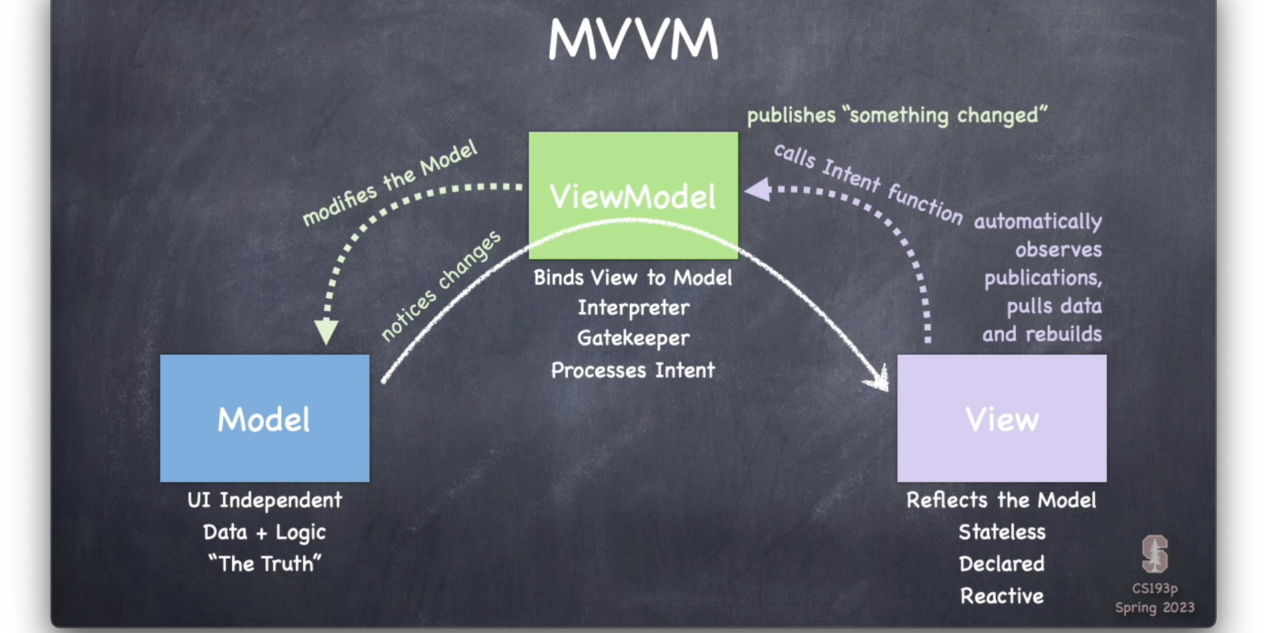 MVVM
publishes “something changed”
calls Intent function
modifies the Model
ViewModel
automatically
observes
publications,
pulls data
and rebuilds
notices changes
Binds View to Model
Interpreter
Gatekeeper
Processes Intent
Model
View
UI Independent
Data + Logic
“The Truth”
Reflects the Model
Stateless
Declared
Reactive
S
CS193p
Spring 2023